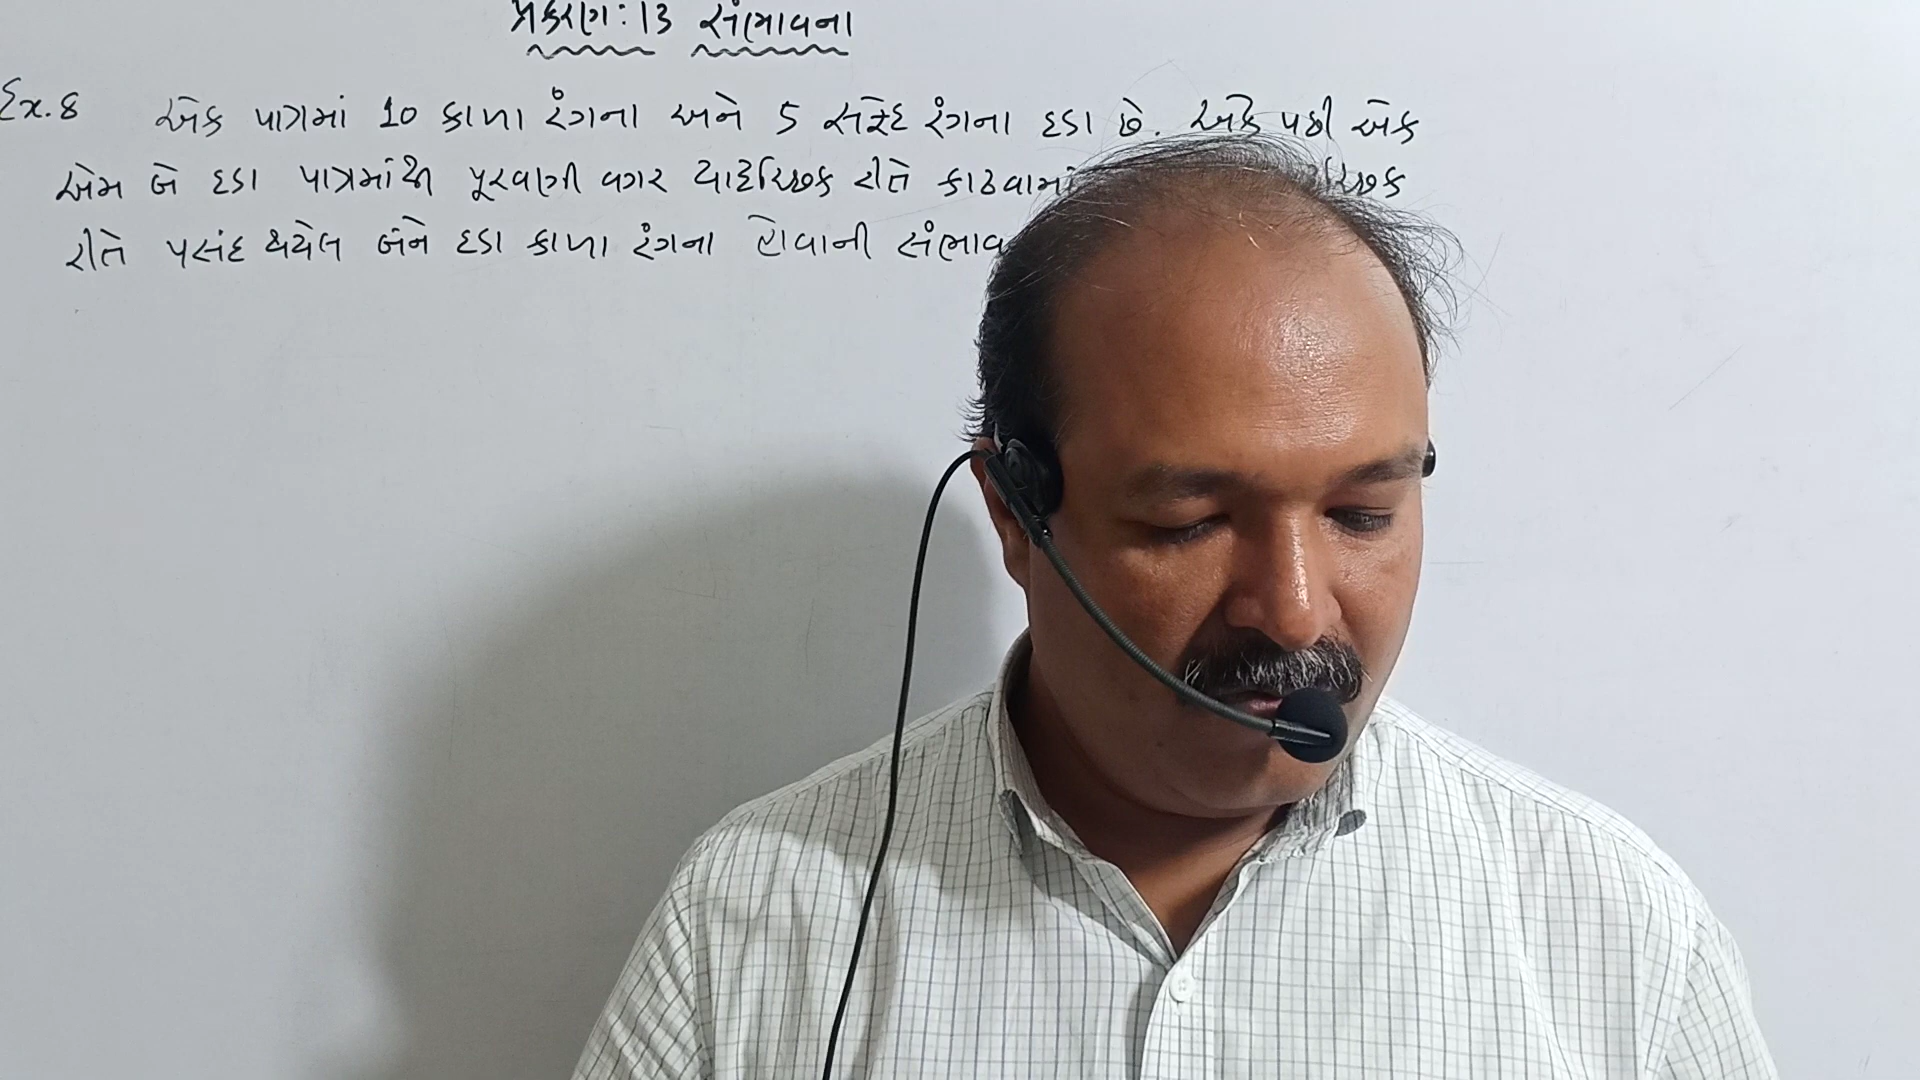 પ્રકરણ : 13 સંભાવના
Ex. 8 એક પાત્રમાં 10 કાળા રંગના અને 5 સફેદ રંગના દડા છે. એક પછી એક
એમ બે દડા પાત્રમાંથી પૂરવણી વગર યાદચ્છિક રીતે
રીતે પસંદ થયેલ બંને દડા કાળા રંગના હોવાની